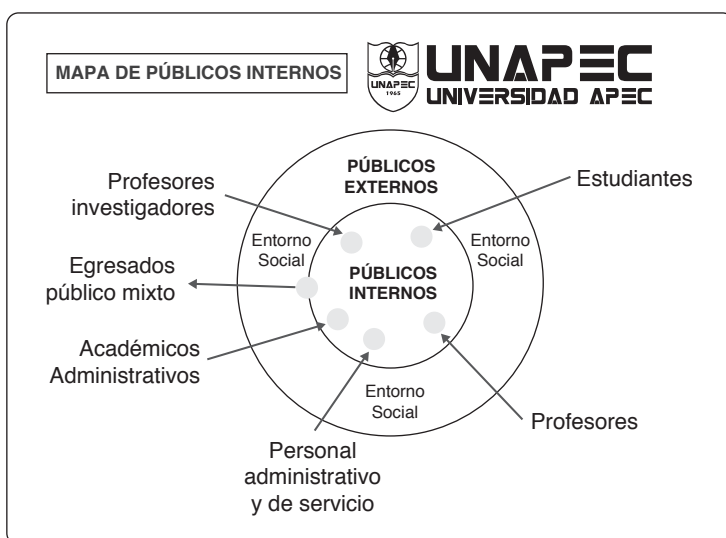 MAPA DE PÚBLICOS INTERNOS
UNAPEC
1965
UNAPEC
UNIVERSIDAD APEC
PÚBLICOS
EXTERNOS
Profesores
investigadores
Estudiantes
Entorno
Social
Entorno
Social
Egresados
público mixto
PÚBLICOS
INTERNOS
Académicos
Administrativos
Entorno
Social
Profesores
Personal
administrativo
y de servicio